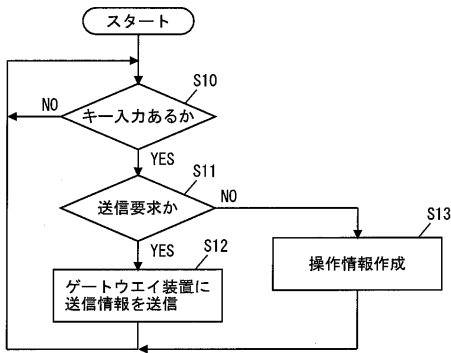 スタート
S10
キー入力あるか
NO
YES
S11
送信要求か
NO
YES
S12
ゲートウエイ装置に
送信情報を送信
S13
操作情報作成